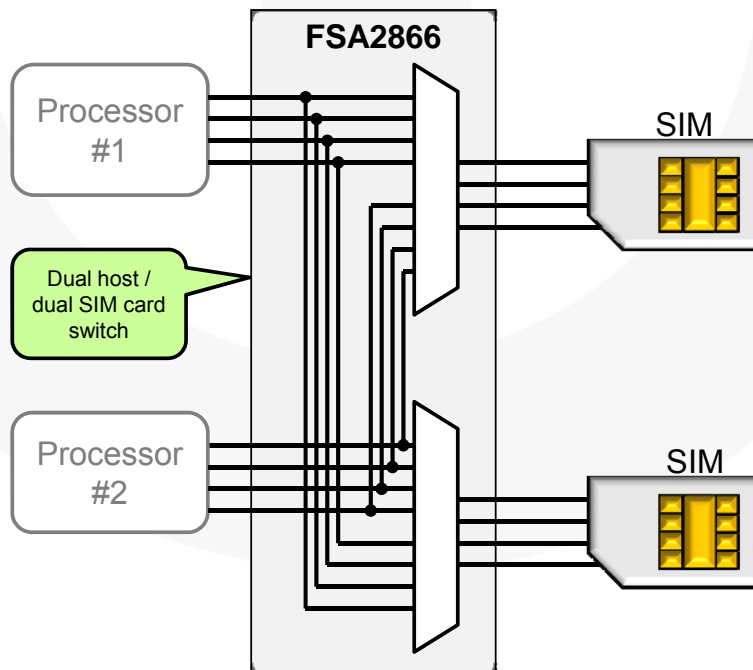 FSA2866
Processor
#1
SIM
Dual host /
dual SIM card
switch
Processor
#2
SIM